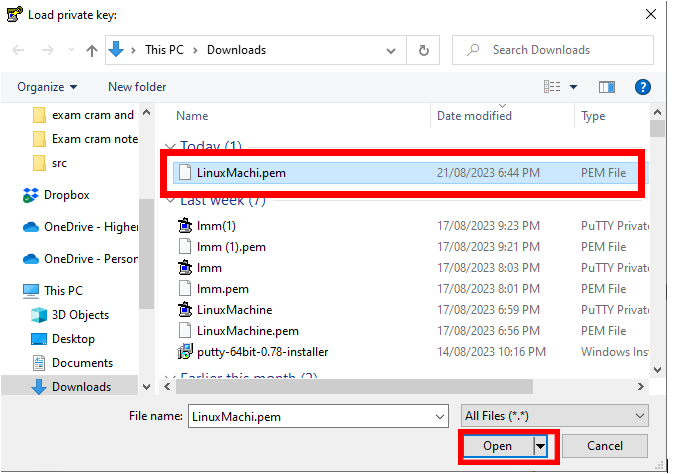 Load private key:
This PC
Downloads
Search Downloads
Organize
New folder
exam cram and
Exam cram note
src
Dropbox
OneDrive - Higher
OneDrive - Person
This PC
3D Objects
Desktop
Documents
Downloads
Name
Date modified
Type
Today (1)
LinuxMachi.pem 21/08/2023 6:44 PM PEM File
Last week (7)
lmm(1) 17/08/2023 9:23 PM PuTTY Private
lmm (1).pem 17/08/2023 9:21 PM PEM File
lmm 17/08/2023 8:03 PM PuTTY Private
lmm.pem 17/08/2023 8:01 PM PEM File
LinuxMachine 17/08/2023 6:59 PM PuTTY Private
LinuxMachine.pem 17/08/2023 6:56 PM PEM File
putty-64bit-0.78-installer 14/08/2023 10:16 PM Windows Inst
Earlier this month (2)
File name: LinuxMachi.pem
All Files (*.*)
Open
Cancel